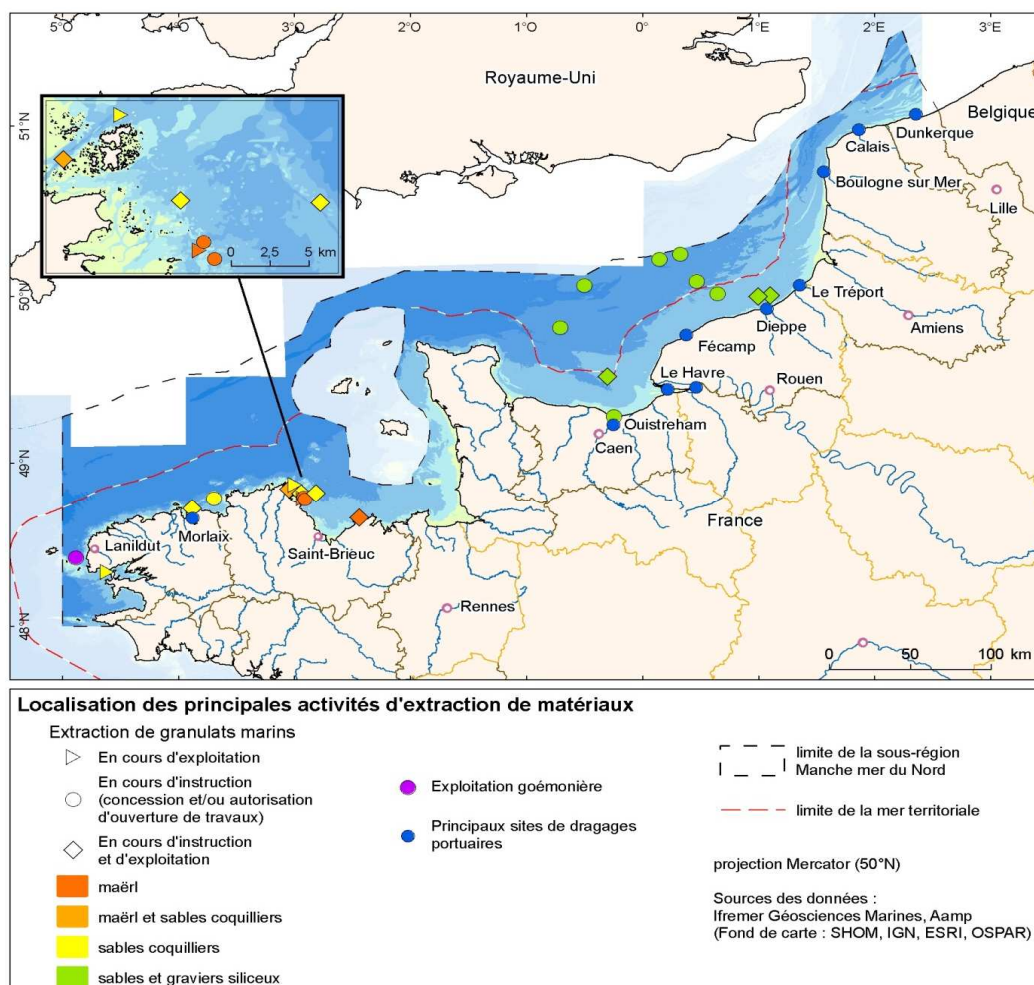 5°O 4°O 3°O 2°O 1°O 0° 1°E 2°E 3°E
Royaume-Uni
Belgique
51°N
Dunkerque
Calais
Boulogne sur Mer
Lille
0 2,5 5 km
50°N
Le Tréport
Dieppe
Amiens
Fécamp
Le Havre
Rouen
Ouistreham
Caen
49°N
France
Morlaix
Lanildut
Saint-Brieuc
Rennes
48°N
0 50 100 km
Localisation des principales activités d'extraction de matériaux
Extraction de granulats marins
En cours d'exploitation
En cours d'instruction
(concession et/ou autorisation
d'ouverture de travaux)
En cours d'instruction
et d'exploitation
maërl
maërl et sables coquilliers
sables coquilliers
sables et graviers siliceux
Exploitation goémonière
Principaux sites de dragages
portuaires
limite de la sous-région
Manche mer du Nord
limite de la mer territoriale
projection Mercator (50°N)
Sources des données :
Ifremer Géosciences Marines, Aamp
(Fond de carte : SHOM, IGN, ESRI, OSPAR)